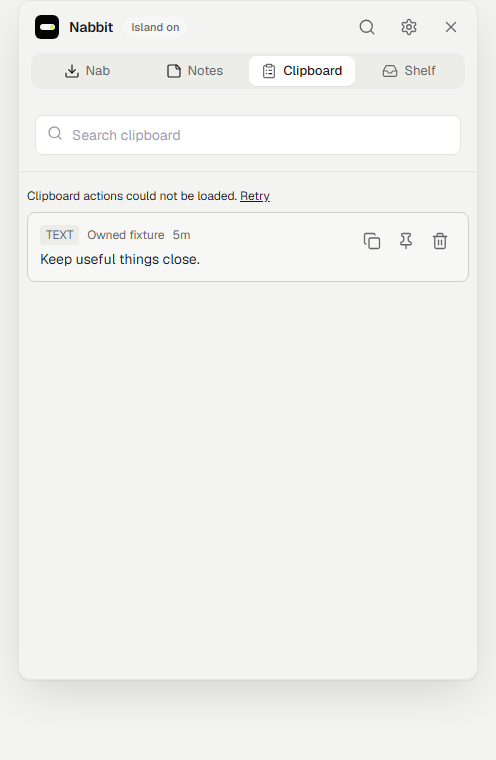 Nabbit Island on
Nab Notes Clipboard Shelf
Search clipboard
Clipboard actions could not be loaded. Retry
TEXT Owned fixture 5m
Keep useful things close.